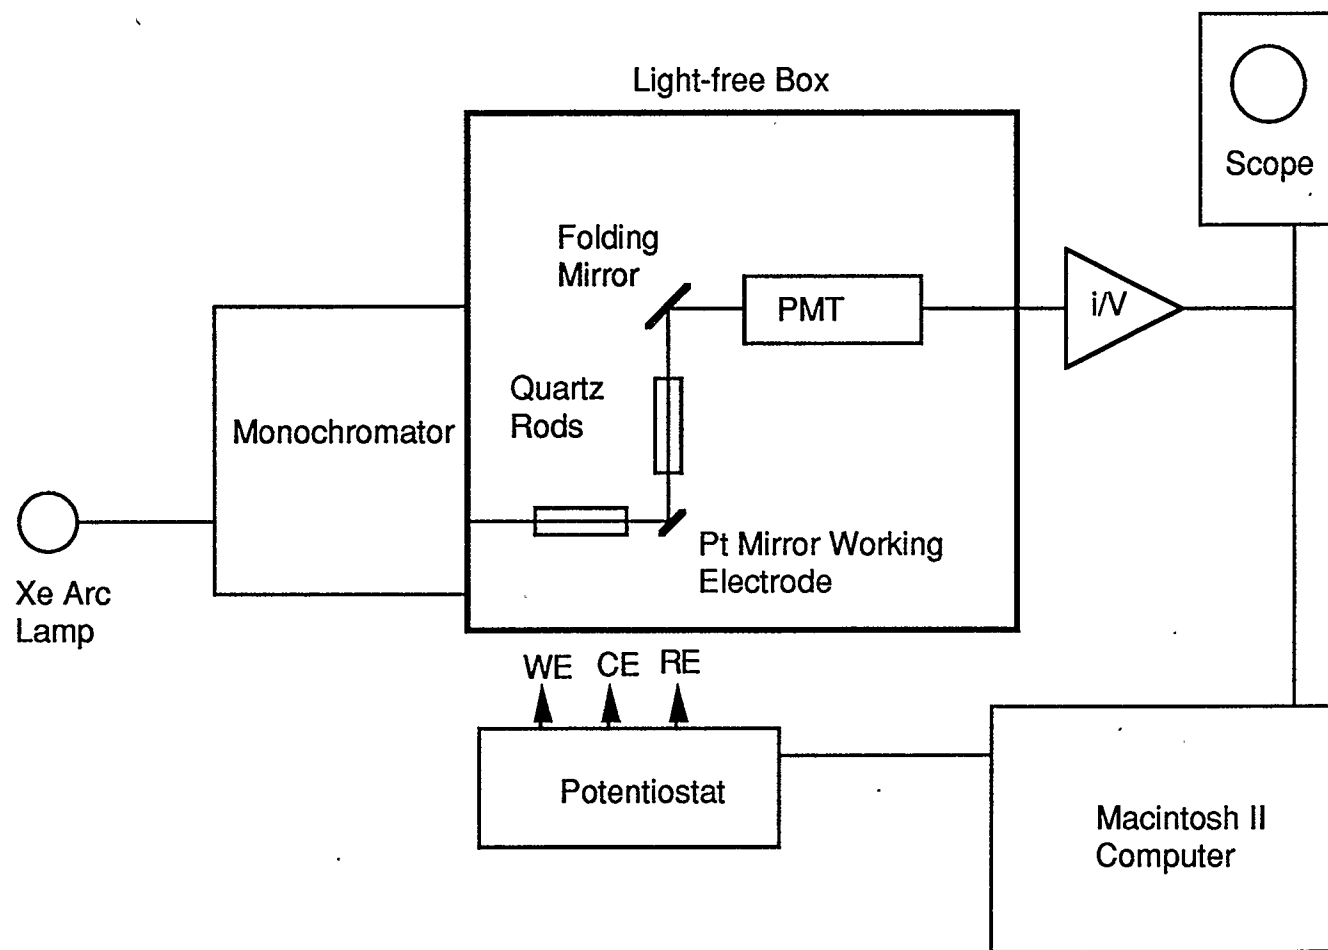 Light-free Box
Scope
Folding
Mirror
PMT
i/V
Quartz
Rods
Monochromator
Pt Mirror Working
Electrode
Xe Arc
Lamp
WE CE RE
Potentiostat
Macintosh II
Computer